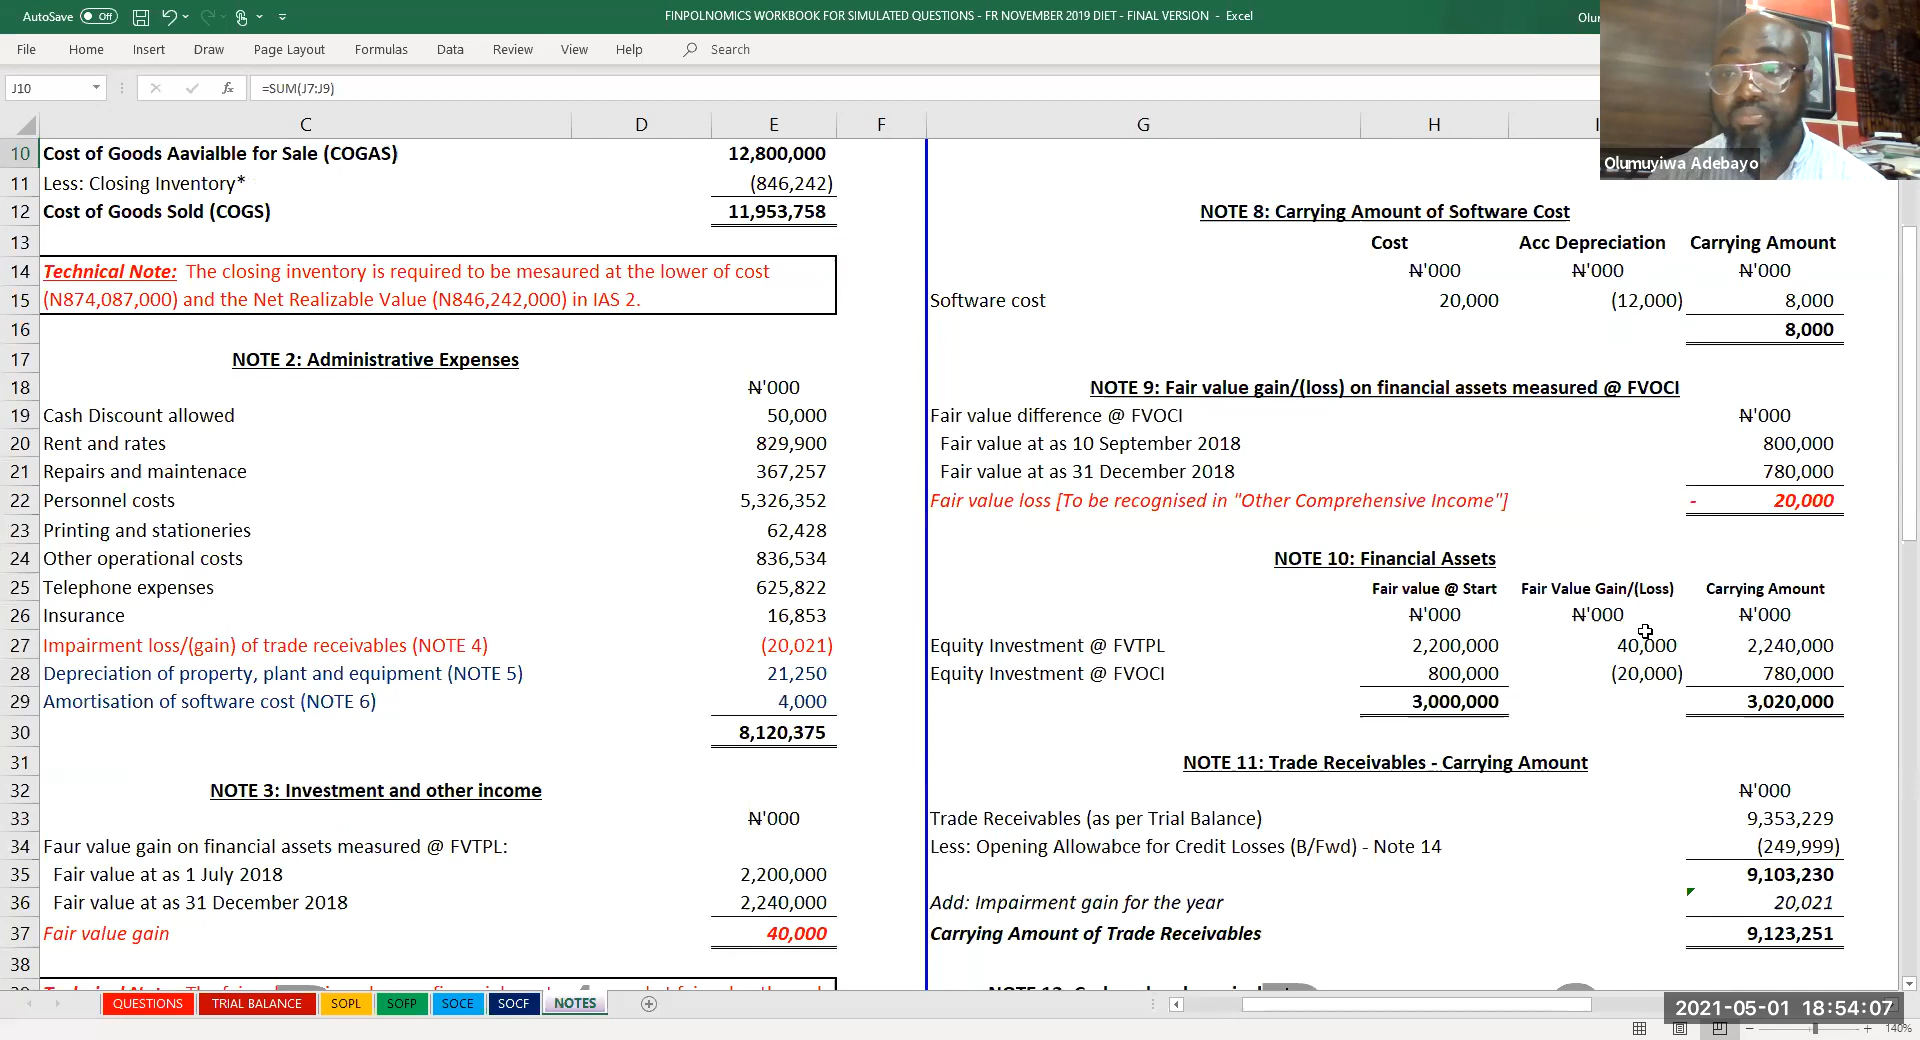 AutoSave Off
FINPOLNOMICS WORKBOOK FOR SIMULATED QUESTIONS - FR NOVEMBER 2019 DIET - FINAL VERSION - Excel
Olu
File Home Insert Draw Page Layout Formulas Data Review View Help Search
J10 fx =SUM(J7:J9)
Olumuyiwa Adebayo
C D E F G H I
10 Cost of Goods Aavialble for Sale (COGAS) 12,800,000
11 Less: Closing Inventory* (846,242)
12 Cost of Goods Sold (COGS) 11,953,758
13
14 Technical Note: The closing inventory is required to be mesaured at the lower of cost
15 (N874,087,000) and the Net Realizable Value (N846,242,000) in IAS 2.
16
17 NOTE 2: Administrative Expenses
18 ₦'000
19 Cash Discount allowed 50,000
20 Rent and rates 829,900
21 Repairs and maintenace 367,257
22 Personnel costs 5,326,352
23 Printing and stationeries 62,428
24 Other operational costs 836,534
25 Telephone expenses 625,822
26 Insurance 16,853
27 Impairment loss/(gain) of trade receivables (NOTE 4) (20,021)
28 Depreciation of property, plant and equipment (NOTE 5) 21,250
29 Amortisation of software cost (NOTE 6) 4,000
30 8,120,375
31
32 NOTE 3: Investment and other income
33 ₦'000
34 Faur value gain on financial assets measured @ FVTPL:
35 Fair value at as 1 July 2018 2,200,000
36 Fair value at as 31 December 2018 2,240,000
37 Fair value gain 40,000
38
NOTE 8: Carrying Amount of Software Cost
Cost Acc Depreciation Carrying Amount
₦'000 ₦'000 ₦'000
Software cost 20,000 (12,000) 8,000
8,000
NOTE 9: Fair value gain/(loss) on financial assets measured @ FVOCI
Fair value difference @ FVOCI ₦'000
Fair value at as 10 September 2018 800,000
Fair value at as 31 December 2018 780,000
Fair value loss [To be recognised in "Other Comprehensive Income"] - 20,000
NOTE 10: Financial Assets
Fair value @ Start Fair Value Gain/(Loss) Carrying Amount
₦'000 ₦'000 ₦'000
Equity Investment @ FVTPL 2,200,000 40,000 2,240,000
Equity Investment @ FVOCI 800,000 (20,000) 780,000
3,000,000 3,020,000
NOTE 11: Trade Receivables - Carrying Amount
₦'000
Trade Receivables (as per Trial Balance) 9,353,229
Less: Opening Allowabce for Credit Losses (B/Fwd) - Note 14 (249,999)
9,103,230
Add: Impairment gain for the year 20,021
Carrying Amount of Trade Receivables 9,123,251
QUESTIONS TRIAL BALANCE SOPL SOFP SOCE SOCF NOTES
2021-05-01 18:54:07
140%